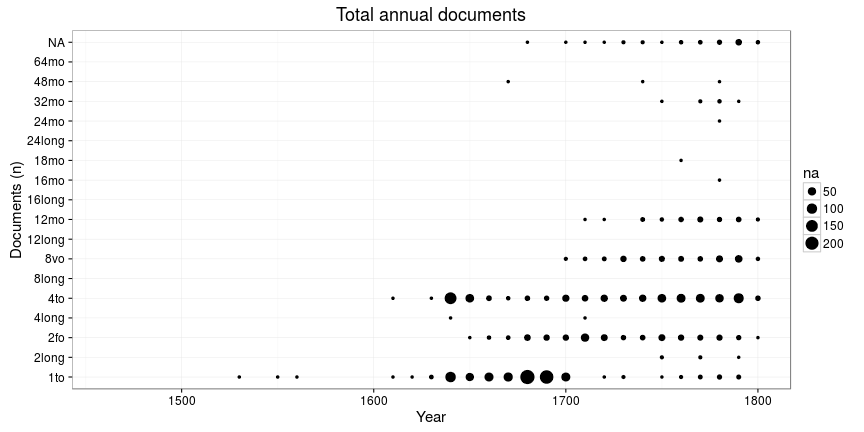 Total annual documents
Documents (n)
NA
64mo
48mo
32mo
24mo
24long
18mo
16mo
16long
12mo
12long
8vo
8long
4to
4long
2fo
2long
1to
1500 1600 1700 1800
Year
na
50
100
150
200